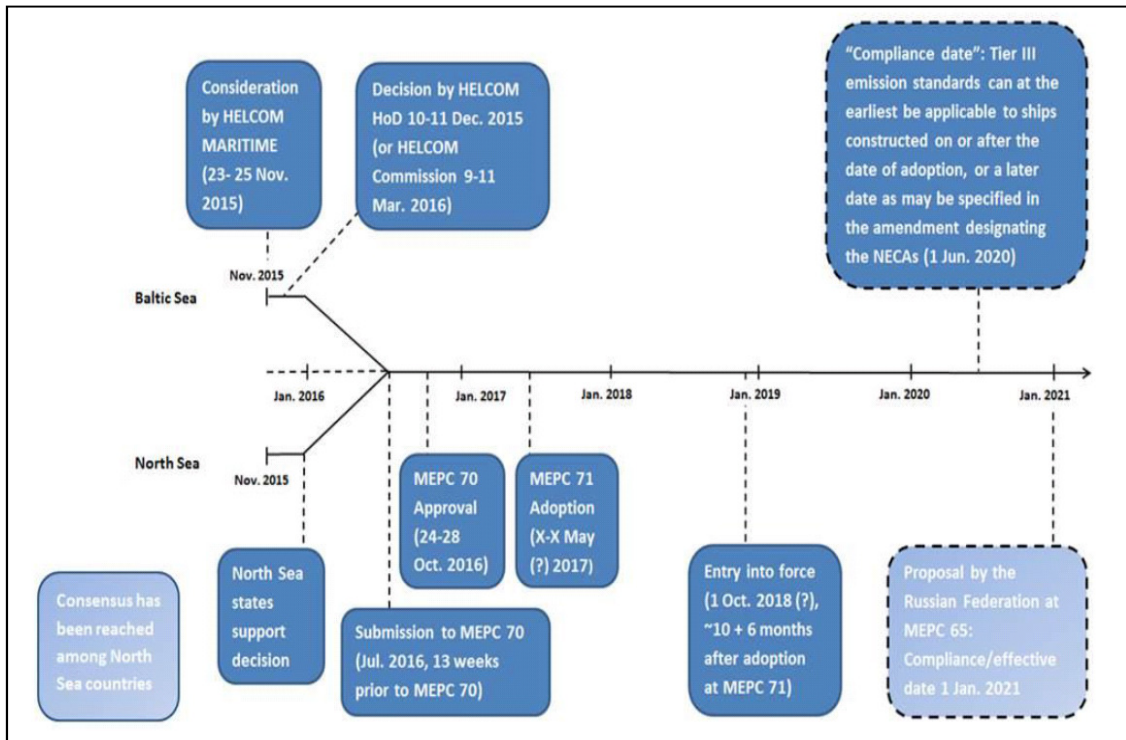 Consideration
by HELCOM
MARITIME
(23- 25 Nov.
2015)
Decision by HELCOM
HoD 10-11 Dec. 2015
(or HELCOM
Commission 9-11
Mar. 2016)
“Compliance date”: Tier III
emission standards can at the
earliest be applicable to ships
constructed on or after the
date of adoption, or a later
date as may be specified in
the amendment designating
the NECAs (1 Jun. 2020)
Nov. 2015
Baltic Sea
Jan. 2016
Jan. 2017
Jan. 2018
Jan. 2019
Jan. 2020
Jan. 2021
North Sea
Nov. 2015
MEPC 70
Approval
(24-28
Oct. 2016)
MEPC 71
Adoption
(X-X May
(?) 2017)
Consensus has
been reached
among North
Sea countries
North Sea
states
support
decision
Submission to MEPC 70
(Jul. 2016, 13 weeks
prior to MEPC 70)
Entry into force
(1 Oct. 2018 (?),
~10 + 6 months
after adoption
at MEPC 71)
Proposal by the
Russian Federation at
MEPC 65:
Compliance/effective
date 1 Jan. 2021